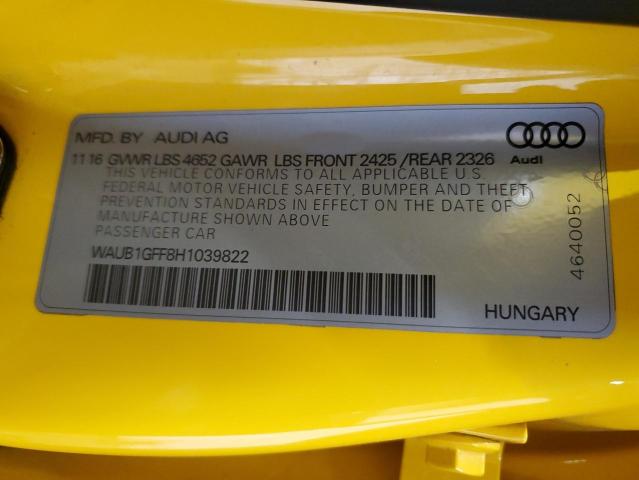 MFD. BY AUDI AG
11 16 GVWR LBS 4652 GAWR LBS FRONT 2425 /REAR 2326
Audi
THIS VEHICLE CONFORMS TO ALL APPLICABLE U.S.
FEDERAL MOTOR VEHICLE SAFETY, BUMPER AND THEFT
PREVENTION STANDARDS IN EFFECT ON THE DATE OF
MANUFACTURE SHOWN ABOVE
PASSENGER CAR
WAUB1GFF8H1039822
4640052
HUNGARY